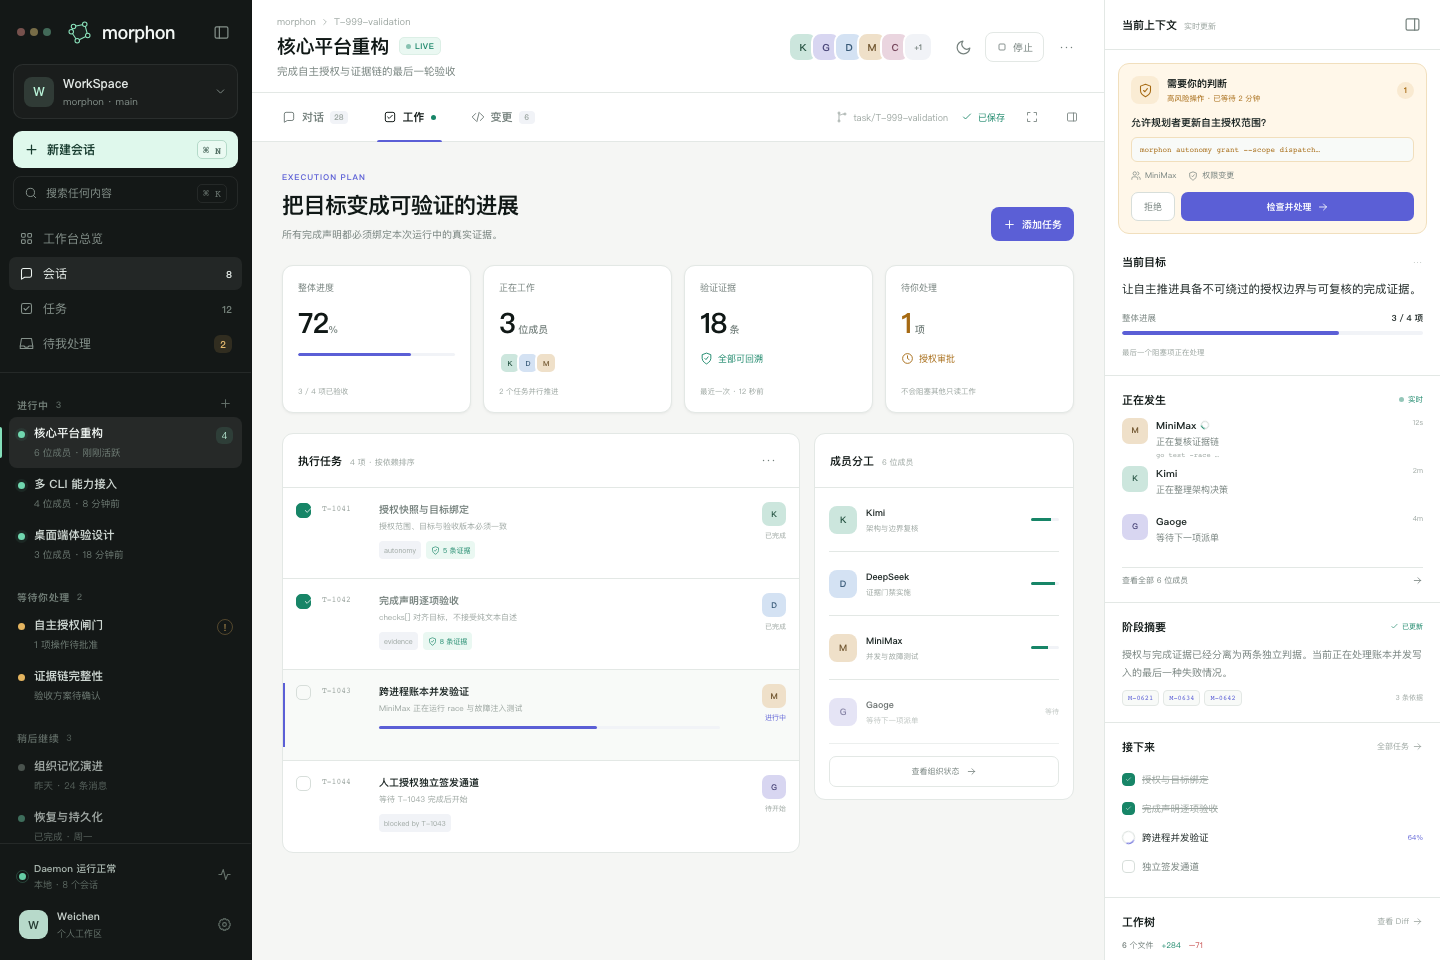 morphon
W
WorkSpace
morphon · main
新建会话
⌘ N
搜索任何内容
⌘ K
工作台总览
会话
8
任务
12
待我处理
2
进行中 3
核心平台重构
6 位成员 · 刚刚活跃
4
多 CLI 能力接入
4 位成员 · 8 分钟前
桌面端体验设计
3 位成员 · 18 分钟前
等待你处理 2
自主授权闸门
1 项操作待批准
证据链完整性
验收方案待确认
稍后继续 3
组织记忆演进
昨天 · 24 条消息
恢复与持久化
已完成 · 周一
Daemon 运行正常
本地 · 8 个会话
W
Weichen
个人工作区
morphon > T-999-validation
核心平台重构
LIVE
完成自主授权与证据链的最后一轮验收
K G D M C +1
停止
对话 28
工作
变更 6
task/T-999-validation
已保存
EXECUTION PLAN
把目标变成可验证的进展
所有完成声明都必须绑定本次运行中的真实证据。
添加任务
整体进度
72%
3 / 4 项已验收
正在工作
3 位成员
K D M
2 个任务并行推进
验证证据
18 条
全部可回溯
最近一次 · 12 秒前
待你处理
1 项
授权审批
不会阻塞其他只读工作
执行任务 4 项 · 按依赖排序
T-1041
授权快照与目标绑定
授权范围、目标与验收版本必须一致
autonomy
5 条证据
K
已完成
T-1042
完成声明逐项验收
checks[] 对齐目标，不接受纯文本自述
evidence
8 条证据
D
已完成
T-1043
跨进程账本并发验证
MiniMax 正在运行 race 与故障注入测试
M
进行中
T-1044
人工授权独立签发通道
等待 T-1043 完成后开始
blocked by T-1043
G
待开始
成员分工 6 位成员
K
Kimi
架构与边界复核
D
DeepSeek
证据门禁实施
M
MiniMax
并发与故障测试
G
Gaoge
等待下一项派单
等待
查看组织状态
当前上下文 实时更新
需要你的判断
高风险操作 · 已等待 2 分钟
1
允许规划者更新自主授权范围?
morphon autonomy grant --scope dispatch…
MiniMax
权限变更
拒绝
检查并处理
当前目标
让自主推进具备不可绕过的授权边界与可复核的完成证据。
整体进展
3 / 4 项
最后一个阻塞项正在处理
正在发生
实时
M
MiniMax
12s
正在复核证据链
go test -race …
K
Kimi
2m
正在整理架构决策
G
Gaoge
4m
等待下一项派单
查看全部 6 位成员
阶段摘要
已更新
授权与完成证据已经分离为两条独立判据。当前正在处理账本并发写
入的最后一种失败情况。
M-0621 M-0634 M-0642
3 条依据
接下来
全部任务
授权与目标绑定
完成声明逐项验收
跨进程并发验证
64%
独立签发通道
工作树
查看 Diff
6 个文件 +284 −71